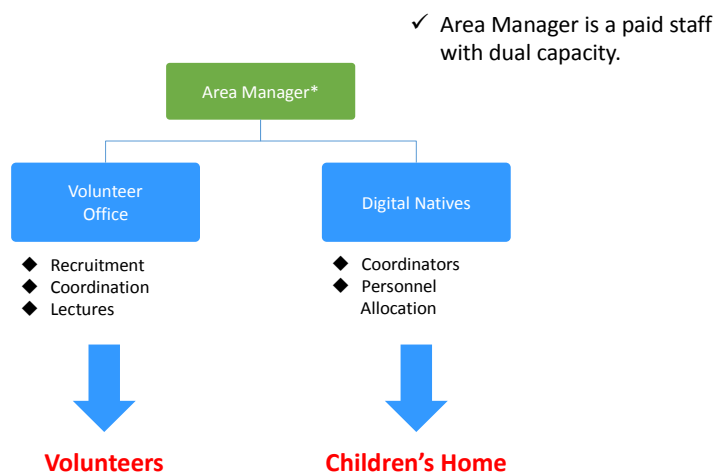 ✓ Area Manager is a paid staff
with dual capacity.
Area Manager*
Volunteer
Office
Digital Natives
◆ Recruitment
◆ Coordination
◆ Lectures
◆ Coordinators
◆ Personnel
Allocation
Volunteers
Children's Home